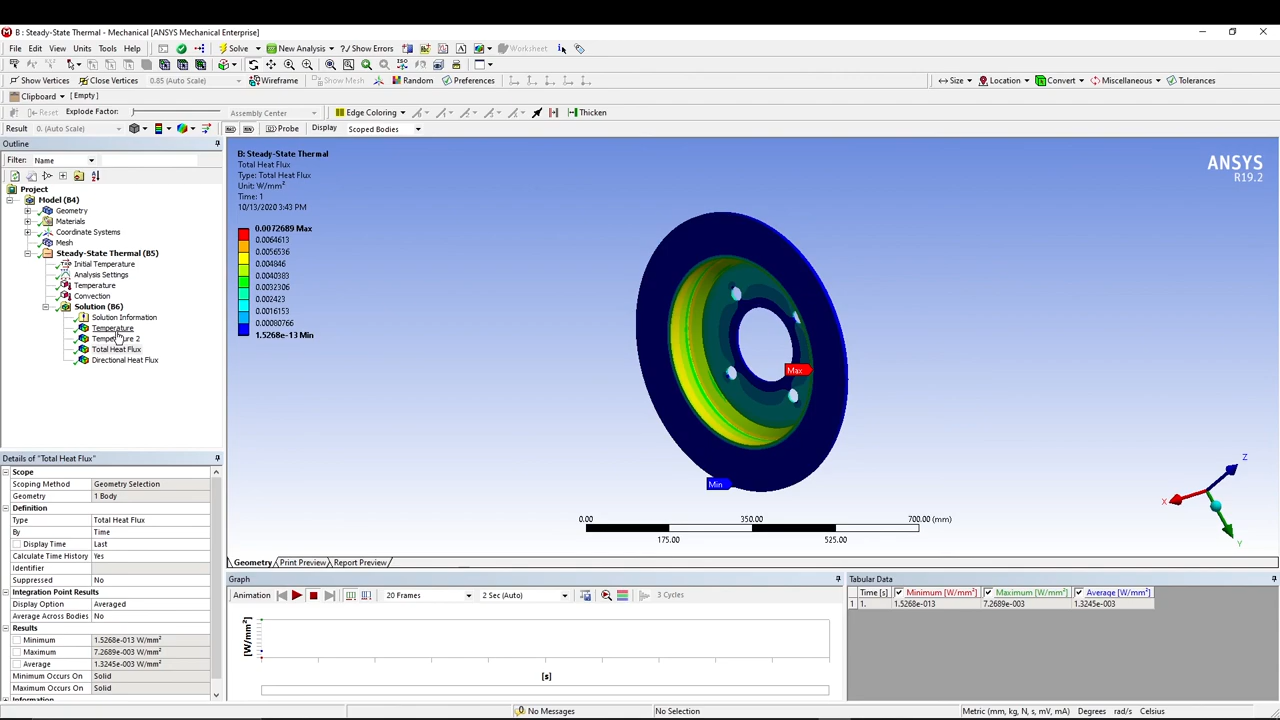 B : Steady-State Thermal - Mechanical [ANSYS Mechanical Enterprise]
File Edit View Units Tools Help Solve New Analysis ?/ Show Errors Worksheet
Show Vertices Close Vertices 0.85 (Auto Scale) Wireframe Show Mesh Random Preferences Size Location Convert Miscellaneous Tolerances
Clipboard [Empty]
Reset Explode Factor: Assembly Center Edge Coloring Thicken
Result 0. (Auto Scale) Probe Display Scoped Bodies
Outline
Filter: Name
Project
Model (B4)
Geometry
Materials
Coordinate Systems
Mesh
Steady-State Thermal (B5)
Initial Temperature
Analysis Settings
Temperature
Convection
Solution (B6)
Solution Information
Temperature
Temperature 2
Total Heat Flux
Directional Heat Flux
Details of "Total Heat Flux"
Scope
Scoping Method Geometry Selection
Geometry 1 Body
Definition
Type Total Heat Flux
By Time
Display Time Last
Calculate Time History Yes
Identifier
Suppressed No
Integration Point Results
Display Option Averaged
Average Across Bodies No
Results
Minimum 1.5268e-013 W/mm²
Maximum 7.2689e-003 W/mm²
Average 1.3245e-003 W/mm²
Minimum Occurs On Solid
Maximum Occurs On Solid
Information
B: Steady-State Thermal
Total Heat Flux
Type: Total Heat Flux
Unit: W/mm²
Time: 1
10/13/2020 3:43 PM
0.0072689 Max
0.0064613
0.0056536
0.004846
0.0040383
0.0032306
0.002423
0.0016153
0.00080766
1.5268e-13 Min
ANSYS
R19.2
Max
Min
0.00 350.00 700.00 (mm)
175.00 525.00
Z
X
Y
Geometry Print Preview Report Preview
Graph
Animation 20 Frames 2 Sec (Auto) 3 Cycles
[W/mm²]
[s]
Tabular Data
Time [s] Minimum [W/mm²] Maximum [W/mm²] Average [W/mm²]
1 1. 1.5268e-013 7.2689e-003 1.3245e-003
No Messages No Selection Metric (mm, kg, N, s, mV, mA) Degrees rad/s Celsius